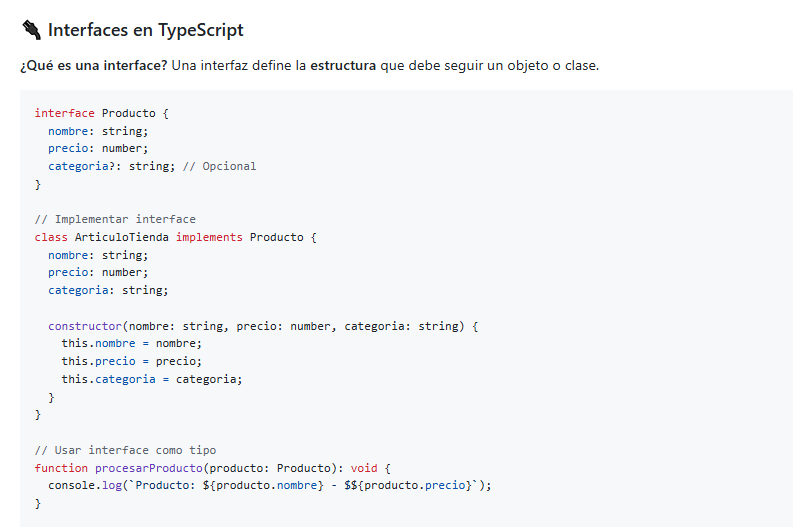 Interfaces en TypeScript
¿Qué es una interface? Una interfaz define la estructura que debe seguir un objeto o clase.
interface Producto {
  nombre: string;
  precio: number;
  categoria?: string; // Opcional
}
// Implementar interface
class ArticuloTienda implements Producto {
  nombre: string;
  precio: number;
  categoria: string;
  constructor(nombre: string, precio: number, categoria: string) {
    this.nombre = nombre;
    this.precio = precio;
    this.categoria = categoria;
  }
}
// Usar interface como tipo
function procesarProducto(producto: Producto): void {
  console.log(`Producto: ${producto.nombre} - $${producto.precio}`);
}